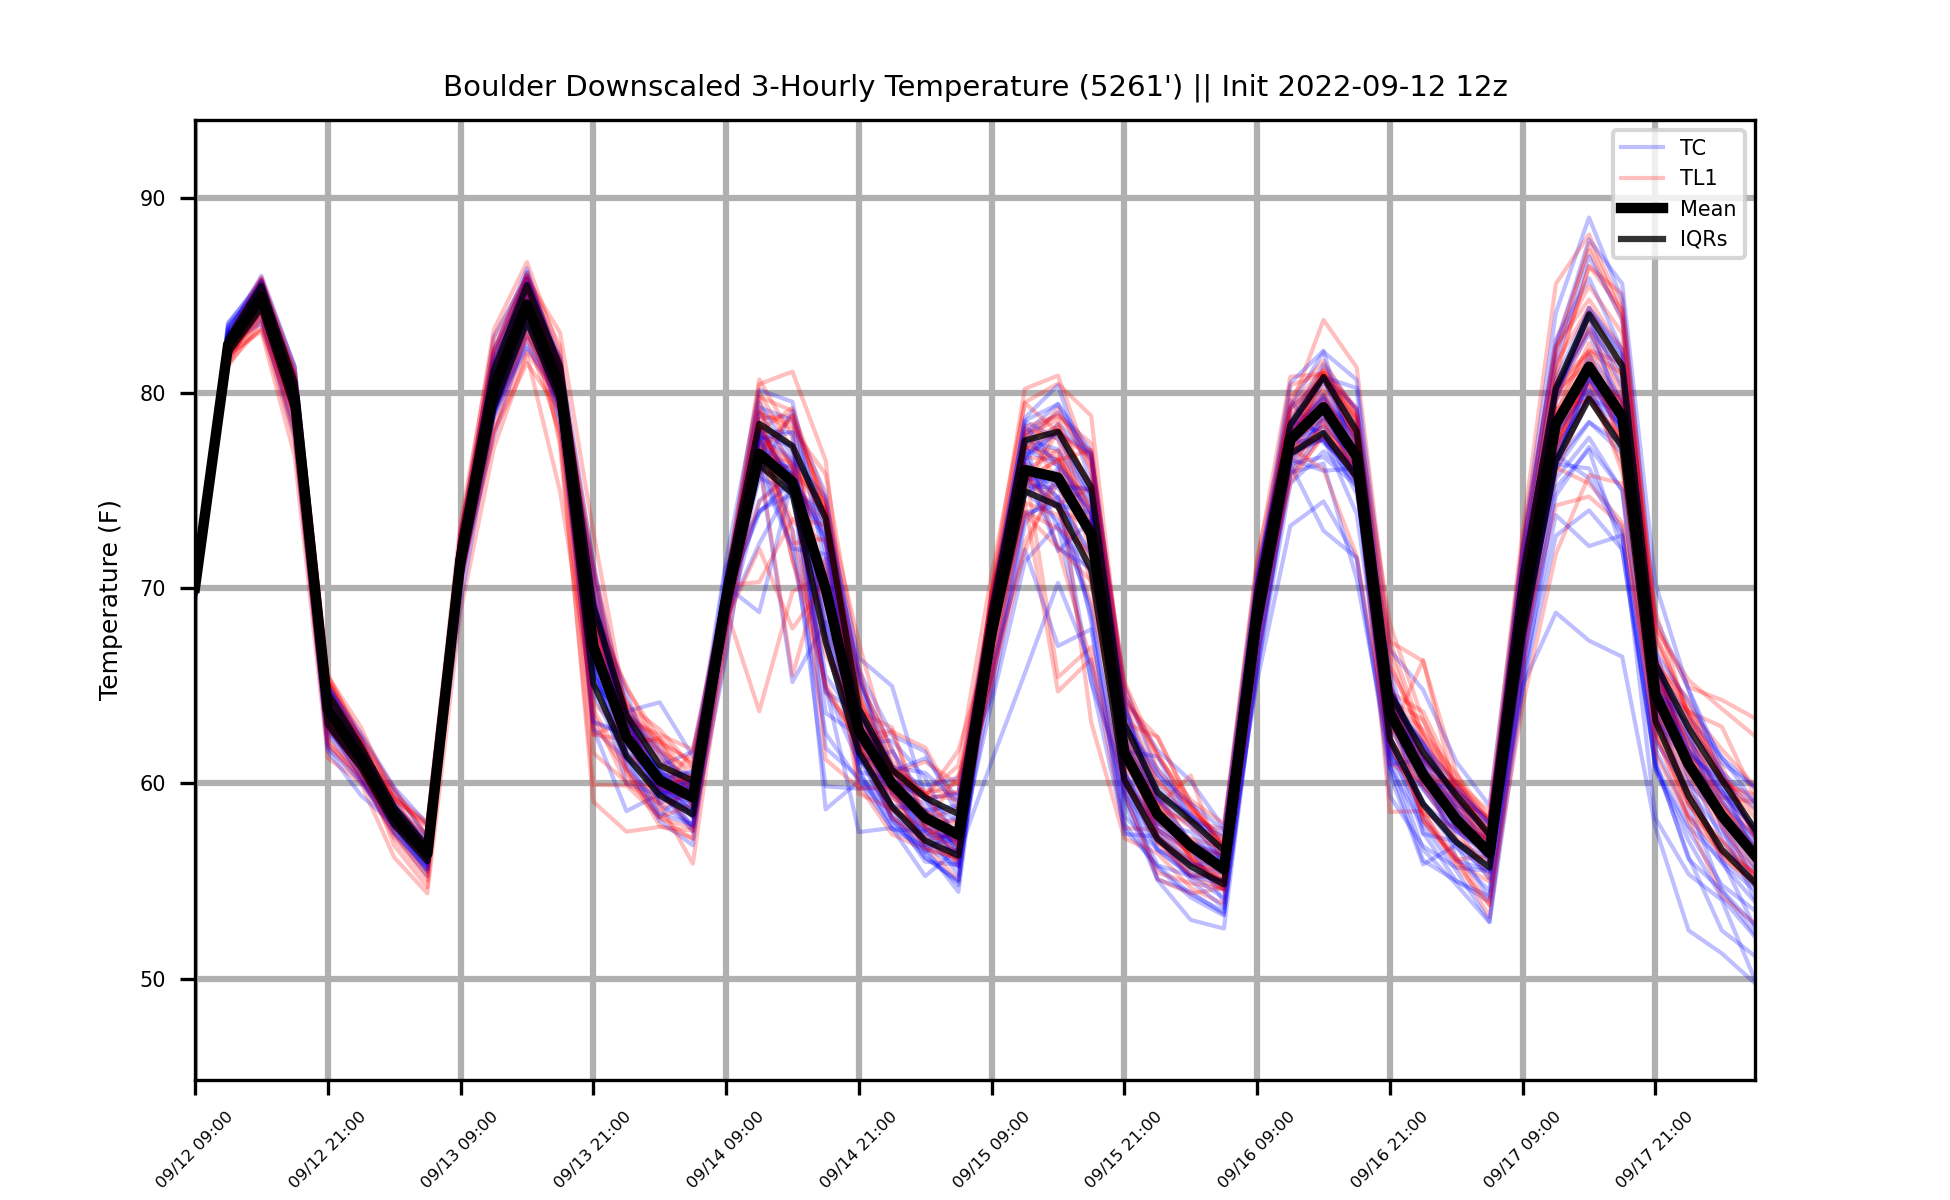 Boulder Downscaled 3-Hourly Temperature (5261') || Init 2022-09-12 12z
TC
TL1
Mean
IQRs
Temperature (F)
90
80
70
60
50
09/12 09:00
09/12 21:00
09/13 09:00
09/13 21:00
09/14 09:00
09/14 21:00
09/15 09:00
09/15 21:00
09/16 09:00
09/16 21:00
09/17 09:00
09/17 21:00